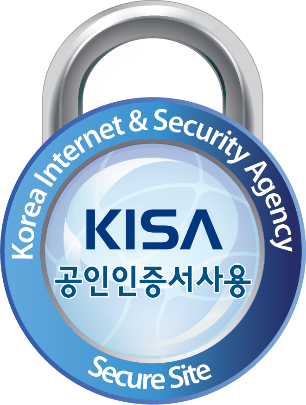 Korea Internet & Security Agency
KISA
공인인증서사용
Secure Site